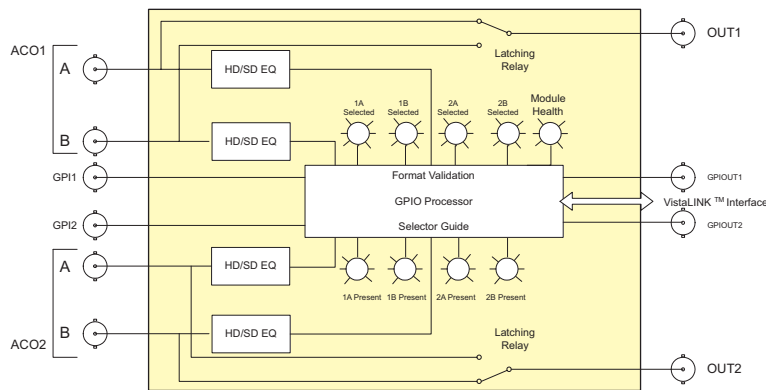 ACO1
A
B
HD/SD EQ
HD/SD EQ
Latching
Relay
OUT1
1A
Selected
1B
Selected
2A
Selected
2B
Selected
Module
Health
GPI1
GPI2
Format Validation
GPIO Processor
Selector Guide
GPIOUT1
VistaLINK ™ Interface
GPIOUT2
A
B
ACO2
HD/SD EQ
HD/SD EQ
1A Present
1B Present
2A Present
2B Present
Latching
Relay
OUT2